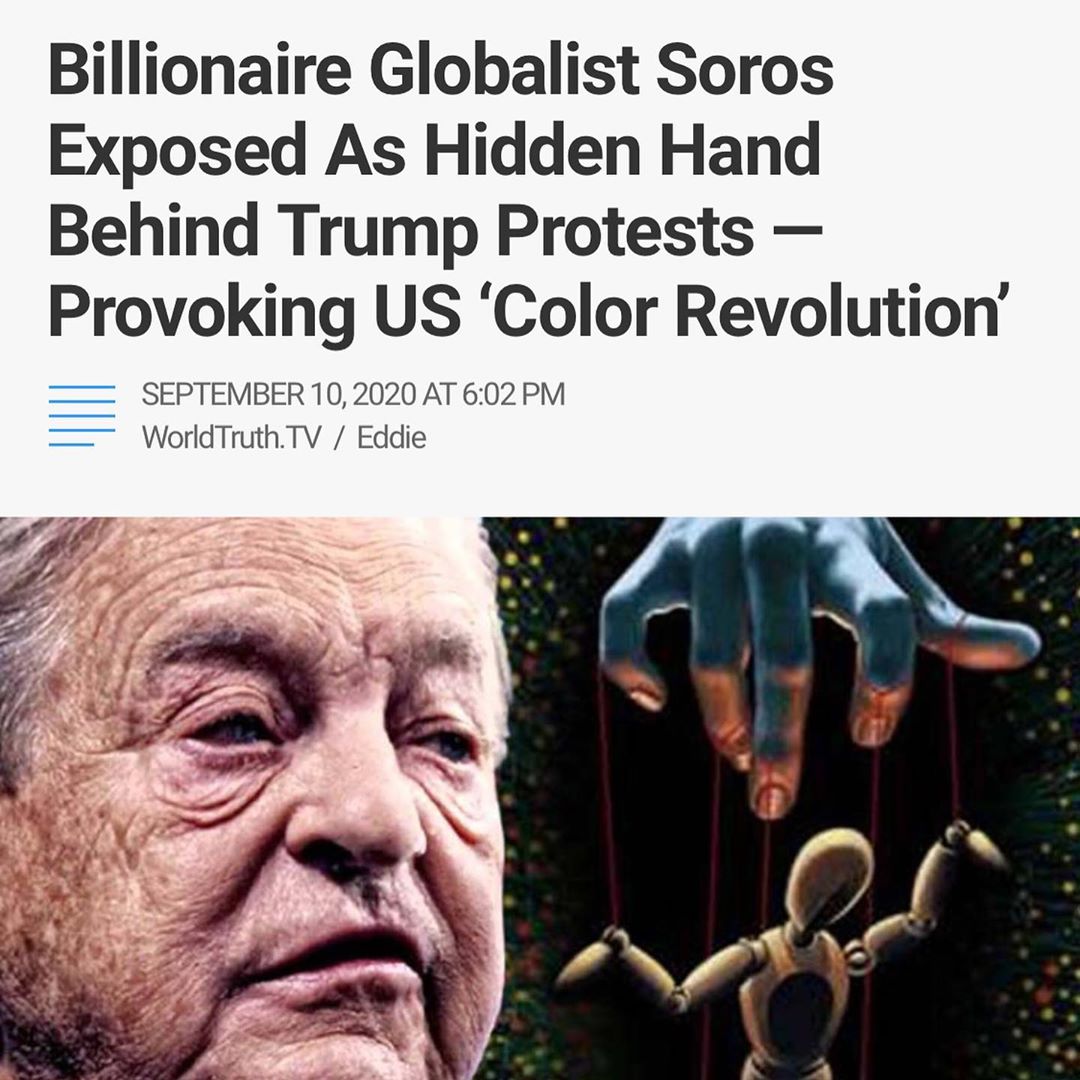 Billionaire Globalist Soros
Exposed As Hidden Hand
Behind Trump Protests —
Provoking US ‘Color Revolution’
SEPTEMBER 10, 2020 AT 6:02 PM
WorldTruth.TV / Eddie